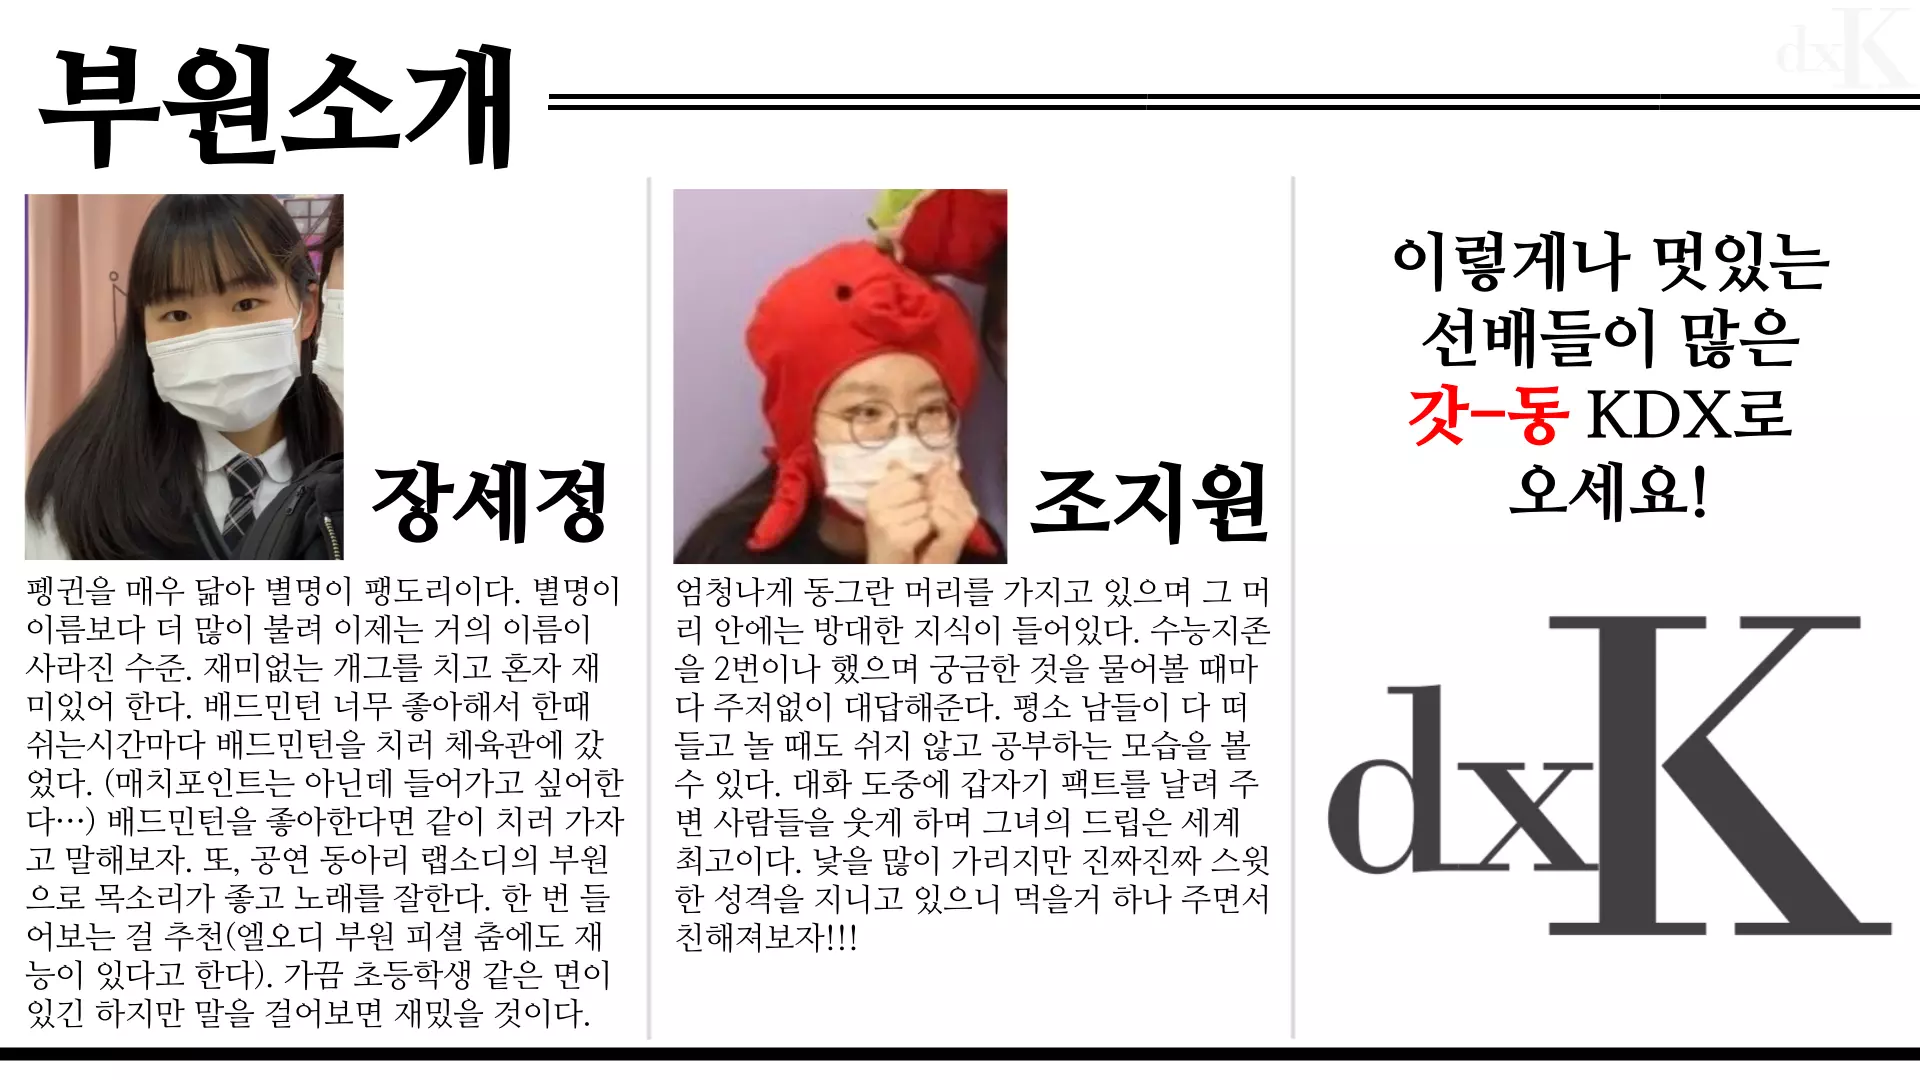 dxK
부원소개
장세정
펭귄을 매우 닮아 별명이 팽도리이다. 별명이
이름보다 더 많이 불려 이제는 거의 이름이
사라진 수준. 재미없는 개그를 치고 혼자 재
미있어 한다. 배드민턴 너무 좋아해서 한때
쉬는시간마다 배드민턴을 치러 체육관에 갔
었다. (매치포인트는 아닌데 들어가고 싶어한
다…) 배드민턴을 좋아한다면 같이 치러 가자
고 말해보자. 또, 공연 동아리 랩소디의 부원
으로 목소리가 좋고 노래를 잘한다. 한 번 들
어보는 걸 추천(엘오디 부원 피셜 춤에도 재
능이 있다고 한다). 가끔 초등학생 같은 면이
있긴 하지만 말을 걸어보면 재밌을 것이다.
조지원
엄청나게 동그란 머리를 가지고 있으며 그 머
리 안에는 방대한 지식이 들어있다. 수능지존
을 2번이나 했으며 궁금한 것을 물어볼 때마
다 주저없이 대답해준다. 평소 남들이 다 떠
들고 놀 때도 쉬지 않고 공부하는 모습을 볼
수 있다. 대화 도중에 갑자기 팩트를 날려 주
변 사람들을 웃게 하며 그녀의 드립은 세계
최고이다. 낯을 많이 가리지만 진짜진짜 스윗
한 성격을 지니고 있으니 먹을거 하나 주면서
친해져보자!!!
이렇게나 멋있는
선배들이 많은
갓-동 KDX로
오세요!
dxK